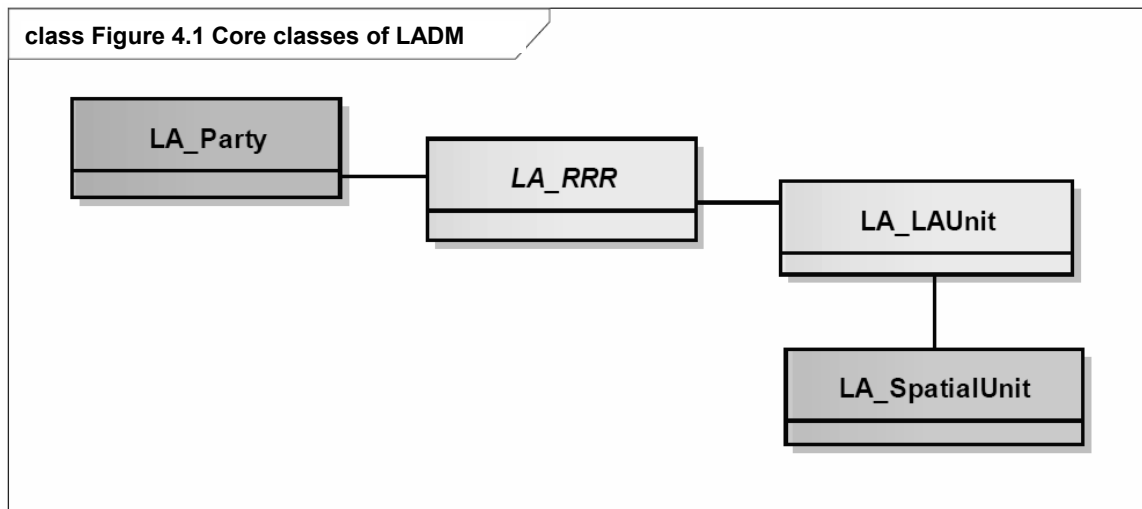 class Figure 4.1 Core classes of LADM
LA_Party
LA_RRR
LA_LAUnit
LA_SpatialUnit